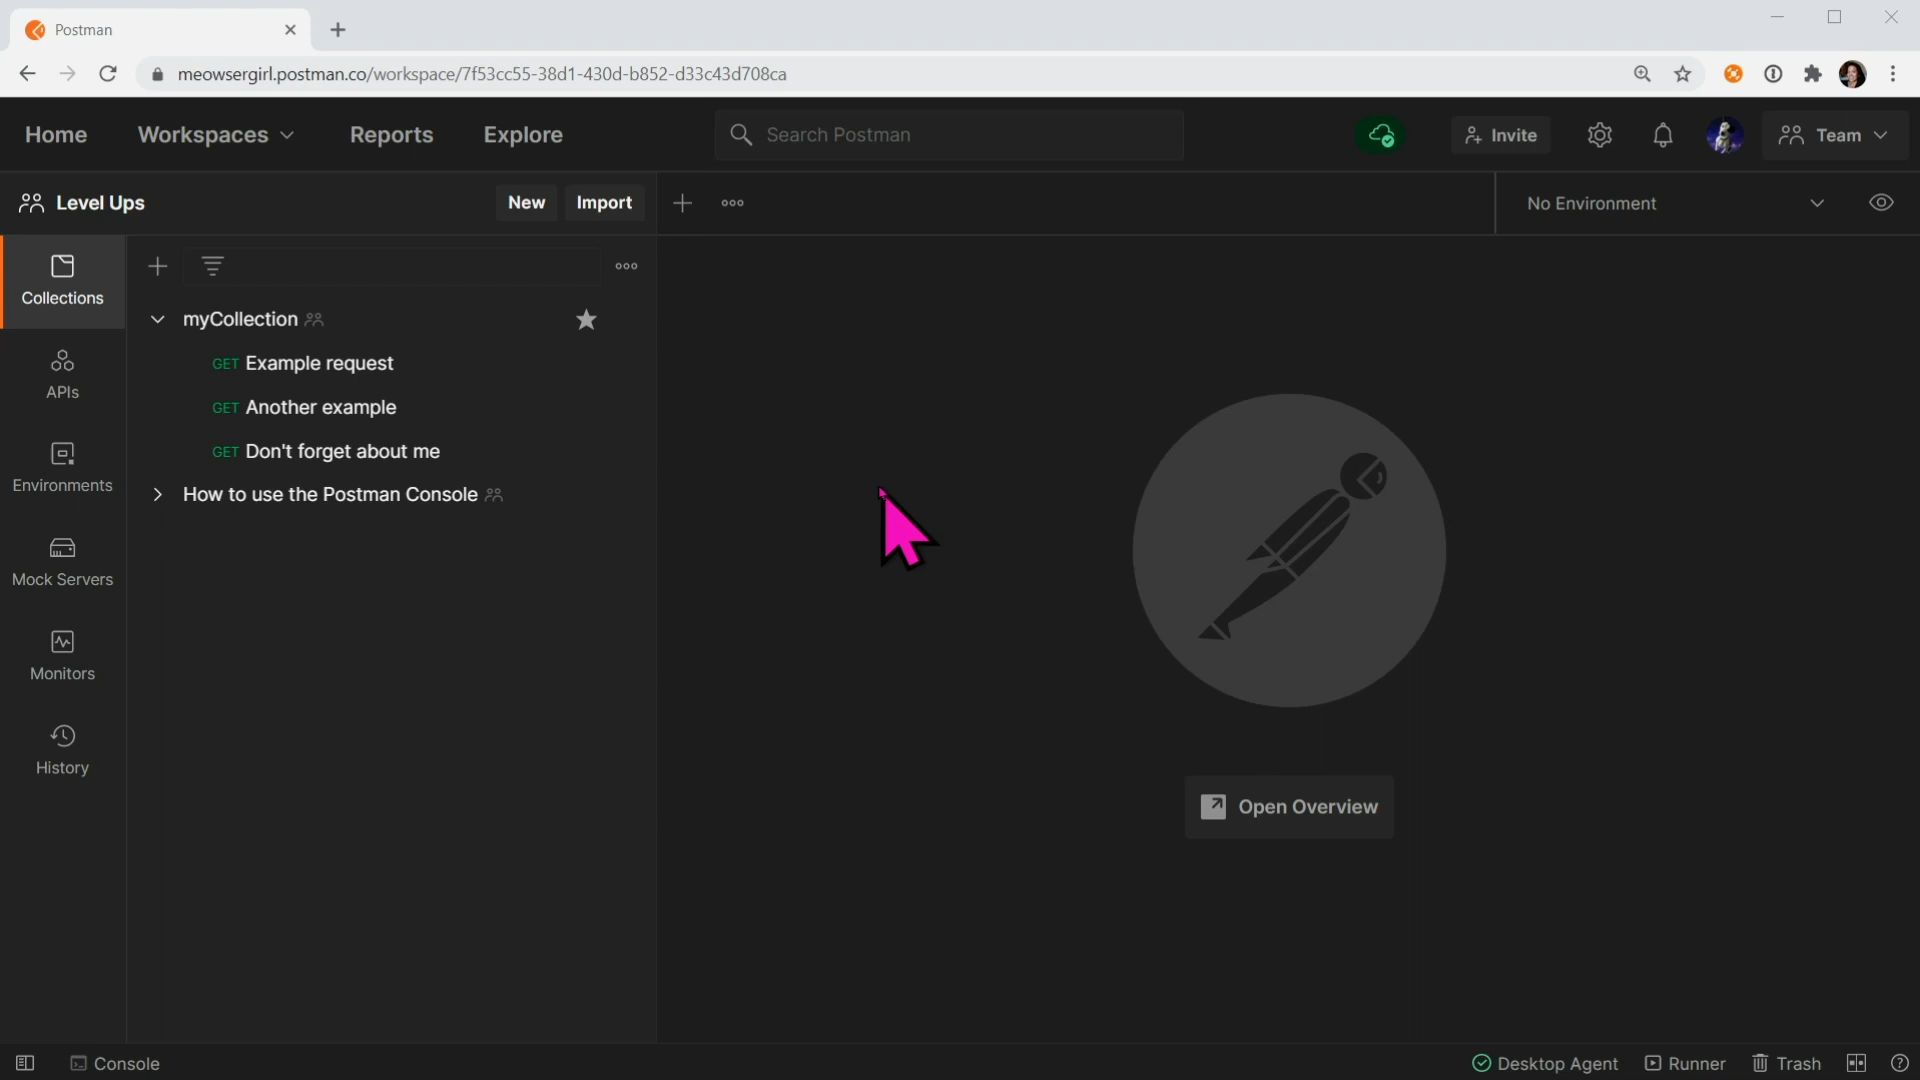 Postman
meowsergirl.postman.co/workspace/7f53cc55-38d1-430d-b852-d33c43d708ca
Home Workspaces Reports Explore Search Postman Invite Team
Level Ups New Import No Environment
Collections
myCollection
GET Example request
APIs
GET Another example
GET Don't forget about me
Environments
How to use the Postman Console
Mock Servers
Monitors
History
Open Overview
Console Desktop Agent Runner Trash